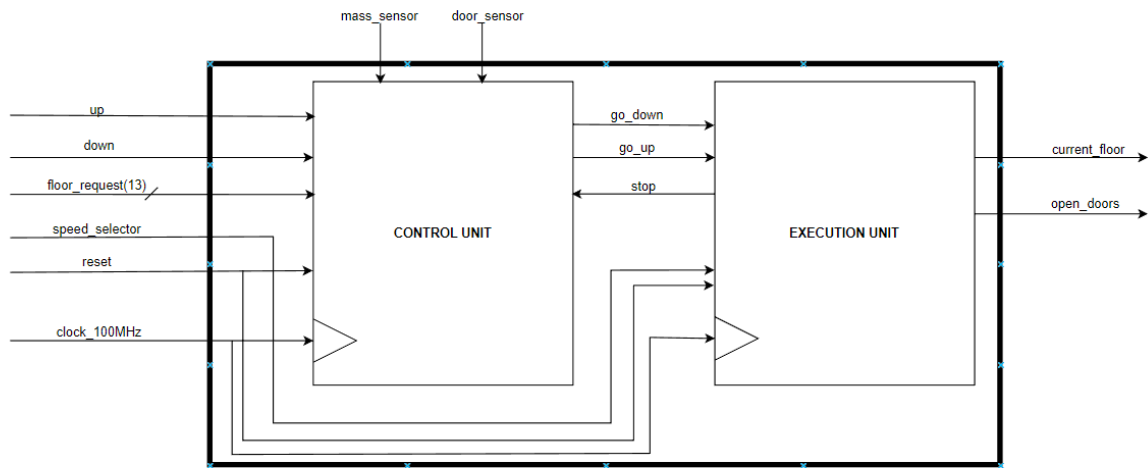 mass_sensor
door_sensor
up
down
floor_request(13)
speed_selector
reset
clock_100MHz
CONTROL UNIT
go_down
go_up
stop
EXECUTION UNIT
current_floor
open_doors